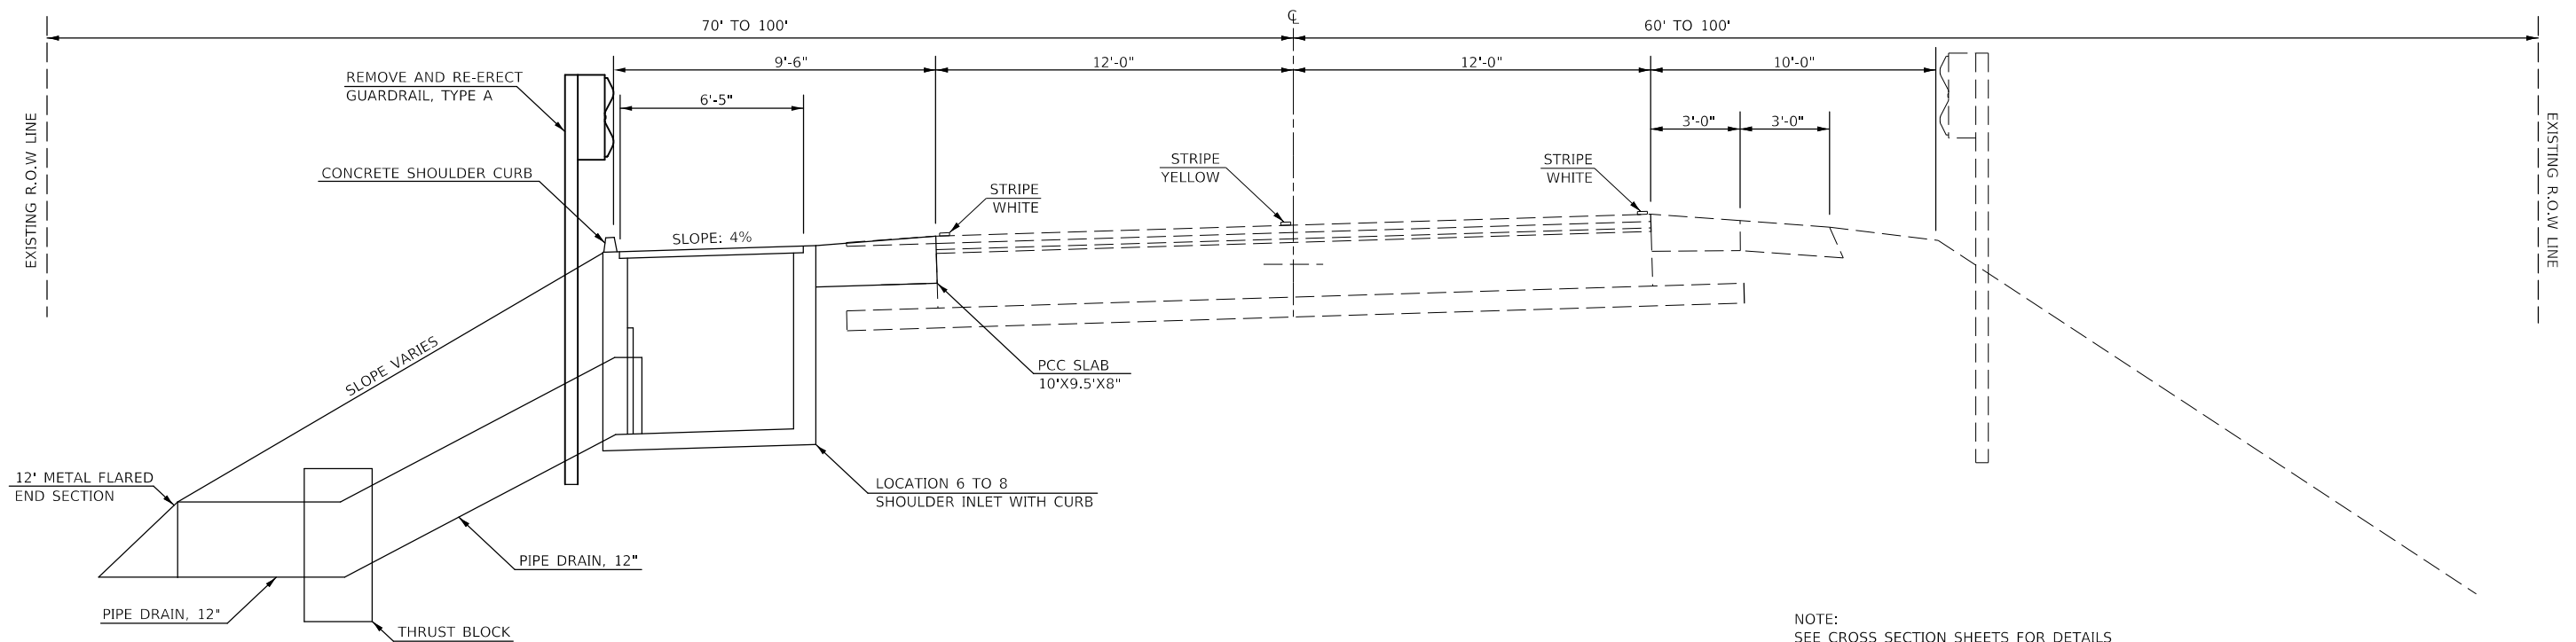 70' TO 100'
℄
60' TO 100'
9'-6"
12'-0"
12'-0"
10'-0"
REMOVE AND RE-ERECT
GUARDRAIL, TYPE A
6'-5"
3'-0"
3'-0"
EXISTING R.O.W LINE
EXISTING R.O.W LINE
CONCRETE SHOULDER CURB
STRIPE
YELLOW
STRIPE
WHITE
STRIPE
WHITE
SLOPE: 4%
SLOPE VARIES
PCC SLAB
10'X9.5'X8"
12' METAL FLARED
END SECTION
LOCATION 6 TO 8
SHOULDER INLET WITH CURB
PIPE DRAIN, 12"
PIPE DRAIN, 12"
THRUST BLOCK
NOTE:
SEE CROSS SECTION SHEETS FOR DETAILS